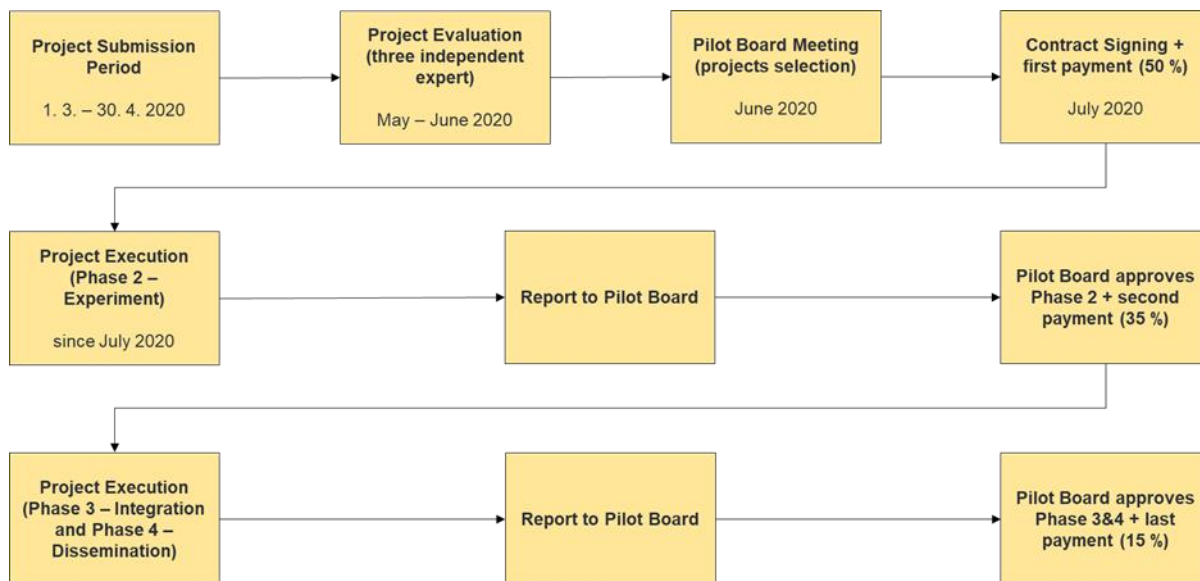 Project Submission
Period
1. 3. – 30. 4. 2020
Project Evaluation
(three independent
expert)
May – June 2020
Pilot Board Meeting
(projects selection)
June 2020
Contract Signing +
first payment (50 %)
July 2020
Project Execution
(Phase 2 –
Experiment)
since July 2020
Report to Pilot Board
Pilot Board approves
Phase 2 + second
payment (35 %)
Project Execution
(Phase 3 – Integration
and Phase 4 –
Dissemination)
Report to Pilot Board
Pilot Board approves
Phase 3&4 + last
payment (15 %)